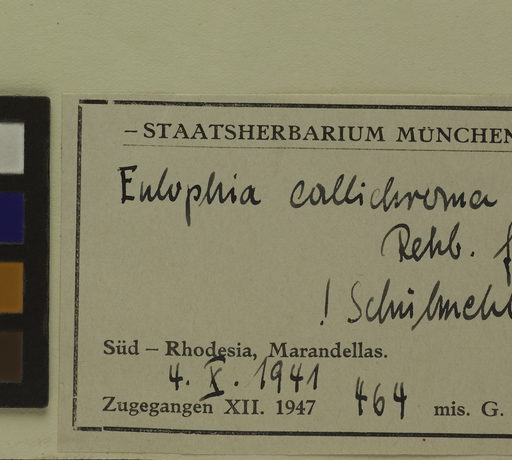 – STAATSHERBARIUM MÜNCHEN
Eulophia callichroma
Rchb. f
!
Süd – Rhodesia, Marandellas.
4. X. 1941
Zugegangen XII. 1947 464 mis. G.